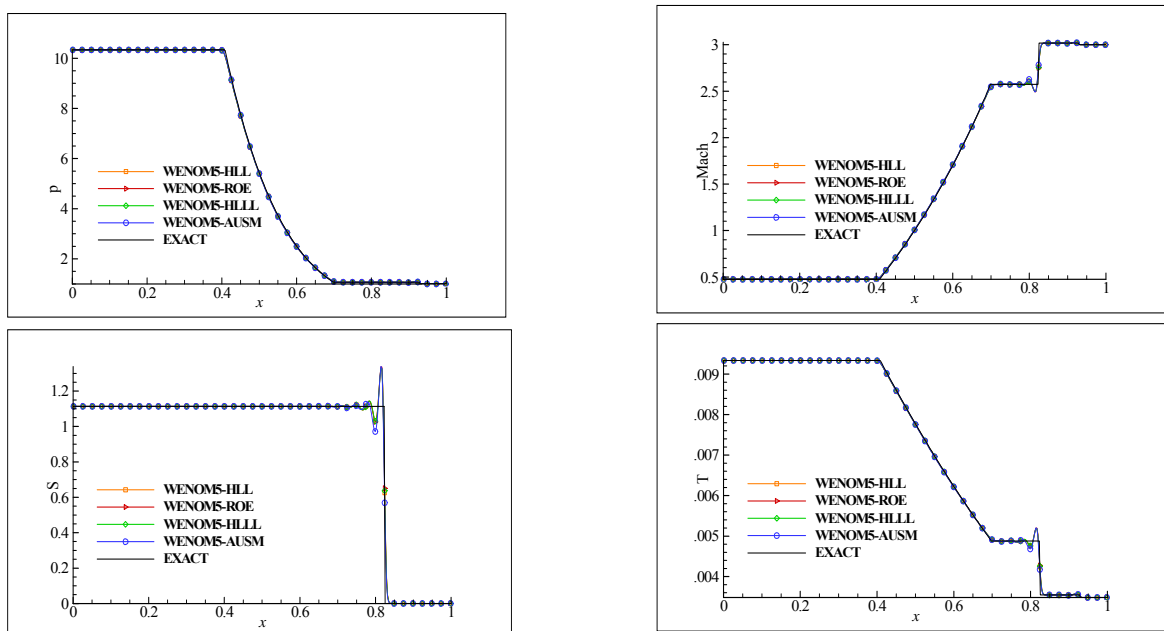 10
8
6
4
2
p
WENOM5-HLL
WENOM5-ROE
WENOM5-HLLL
WENOM5-AUSM
EXACT
0 0.2 0.4 0.6 0.8 1
x
3
2.5
2
1.5
1
0.5
Mach
WENOM5-HLL
WENOM5-ROE
WENOM5-HLLL
WENOM5-AUSM
EXACT
0 0.2 0.4 0.6 0.8 1
x
1.2
1
0.8
0.6
0.4
0.2
0
S
WENOM5-HLL
WENOM5-ROE
WENOM5-HLLL
WENOM5-AUSM
EXACT
0 0.2 0.4 0.6 0.8 1
x
.009
.008
.007
.006
.005
.004
T
WENOM5-HLL
WENOM5-ROE
WENOM5-HLLL
WENOM5-AUSM
EXACT
0 0.2 0.4 0.6 0.8 1
x